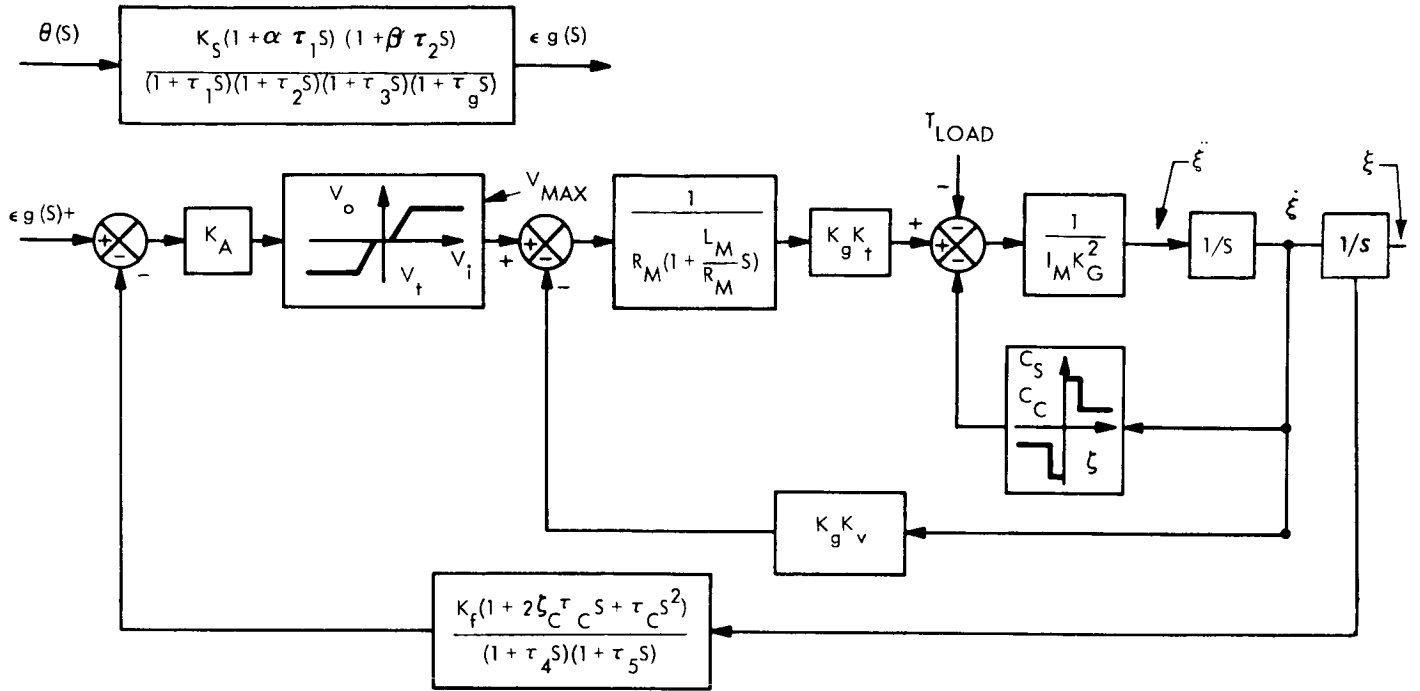 θ(S)
K_S(1 + α τ_1S) (1 + β τ_2S)
(1 + τ_1S)(1 + τ_2S)(1 + τ_3S)(1 + τ_gS)
ϵ g(S)
T_LOAD
ϵ g(S)+
+
-
-
K_A
V_o
V_t
V_i
V_MAX
+
+
-
-
1
R_M(1 + L_M/R_M S)
K_gK_t
+
+
-
-
-
1
I_MK_G^2
ξ̈
1/S
ξ̇
1/s
ξ
C_S
C_C
ζ
K_gK_v
K_f(1 + 2ζ_Cτ_CS + τ_CS^2)
(1 + τ_4S)(1 + τ_5S)